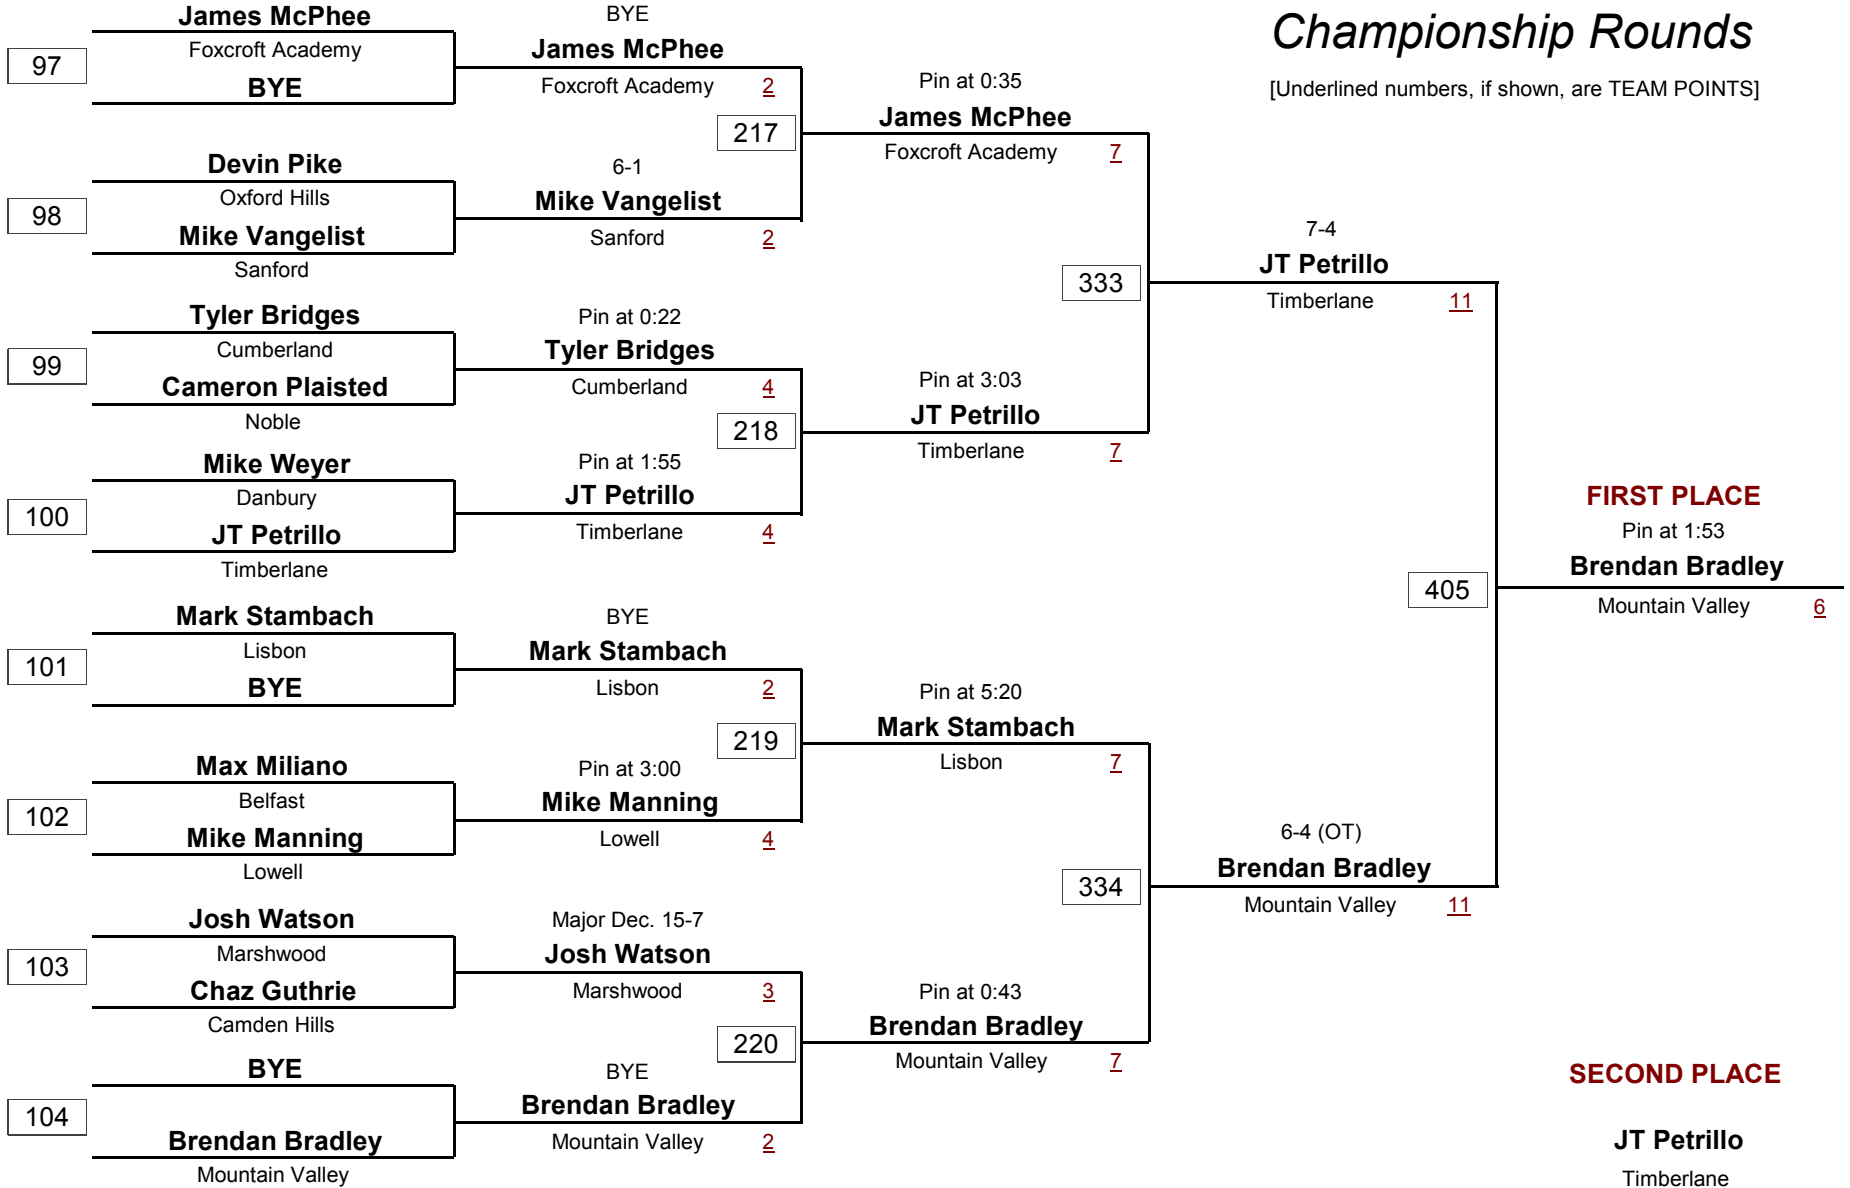 Championship Rounds
[Underlined numbers, if shown, are TEAM POINTS]
James McPhee
Foxcroft Academy
97
BYE
Devin Pike
Oxford Hills
98
Mike Vangelist
Sanford
Tyler Bridges
Cumberland
99
Cameron Plaisted
Noble
Mike Weyer
Danbury
100
JT Petrillo
Timberlane
Mark Stambach
Lisbon
101
BYE
Max Miliano
Belfast
102
Mike Manning
Lowell
Josh Watson
Marshwood
103
Chaz Guthrie
Camden Hills
BYE
104
Brendan Bradley
Mountain Valley
BYE
James McPhee
Foxcroft Academy 2
217
6-1
Mike Vangelist
Sanford 2
Pin at 0:22
Tyler Bridges
Cumberland 4
218
Pin at 1:55
JT Petrillo
Timberlane 4
BYE
Mark Stambach
Lisbon 2
219
Pin at 3:00
Mike Manning
Lowell 4
Major Dec. 15-7
Josh Watson
Marshwood 3
220
BYE
Brendan Bradley
Mountain Valley 2
Pin at 0:35
James McPhee
Foxcroft Academy 7
333
Pin at 3:03
JT Petrillo
Timberlane 7
Pin at 5:20
Mark Stambach
Lisbon 7
334
Pin at 0:43
Brendan Bradley
Mountain Valley 7
7-4
JT Petrillo
Timberlane 11
405
6-4 (OT)
Brendan Bradley
Mountain Valley 11
FIRST PLACE
Pin at 1:53
Brendan Bradley
Mountain Valley 6
SECOND PLACE
JT Petrillo
Timberlane